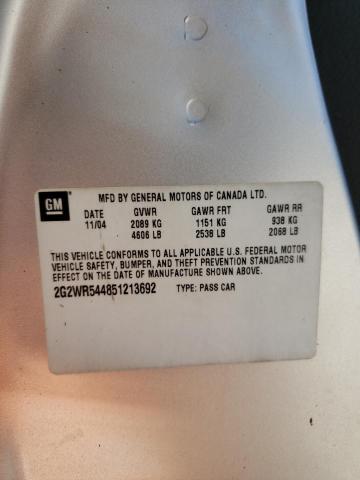 GM
MFD BY GENERAL MOTORS OF CANADA LTD.
DATE GVWR GAWR FRT GAWR RR
11/04 2089 KG 1151 KG 938 KG
4606 LB 2538 LB 2068 LB
THIS VEHICLE CONFORMS TO ALL APPLICABLE U.S. FEDERAL MOTOR
VEHICLE SAFETY, BUMPER, AND THEFT PREVENTION STANDARDS IN
EFFECT ON THE DATE OF MANUFACTURE SHOWN ABOVE.
2G2WR544851213692 TYPE: PASS CAR